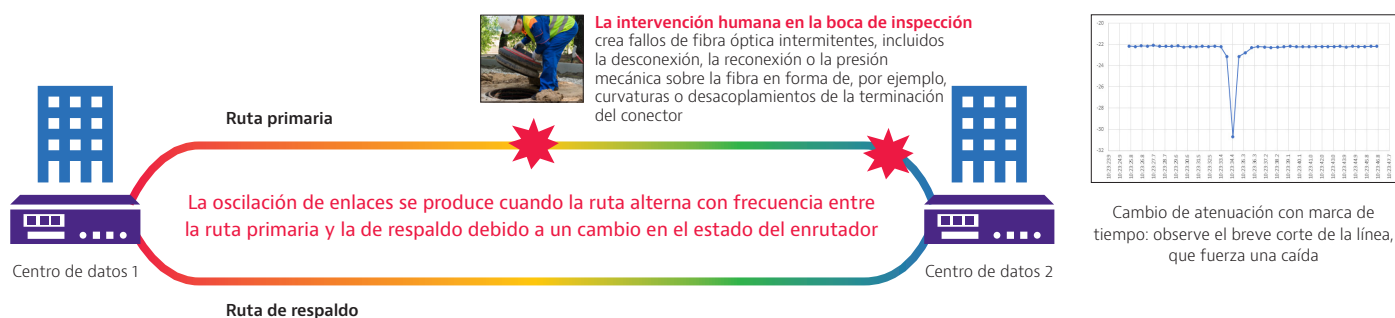 La intervención humana en la boca de inspección
crea fallos de fibra óptica intermitentes, incluidos
la desconexión, la reconexión o la presión
mecánica sobre la fibra en forma de, por ejemplo,
curvaturas o desacoplamientos de la terminación
del conector
Ruta primaria
La oscilación de enlaces se produce cuando la ruta alterna con frecuencia entre
la ruta primaria y la de respaldo debido a un cambio en el estado del enrutador
Centro de datos 1
Centro de datos 2
Ruta de respaldo
-20
-22
-24
-26
-28
-30
-32
Cambio de atenuación con marca de
tiempo: observe el breve corte de la línea,
que fuerza una caída